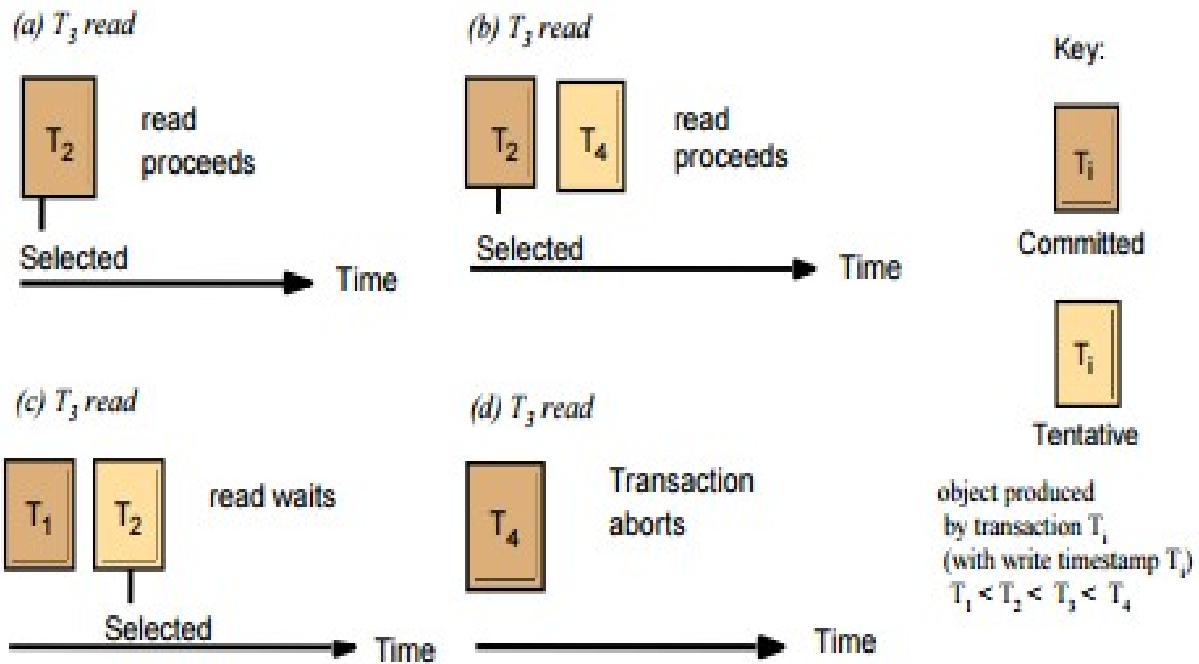 (a) T₃ read
T₂
read
proceeds
Selected
Time
(b) T₃ read
T₂
T₄
read
proceeds
Selected
Time
Key:
Tᵢ
Committed
Tᵢ
Tentative
object produced
by transaction Tᵢ
(with write timestamp Tᵢ)
T₁ < T₂ < T₃ < T₄
(c) T₃ read
T₁
T₂
read waits
Selected
Time
(d) T₃ read
T₄
Transaction
aborts
Time